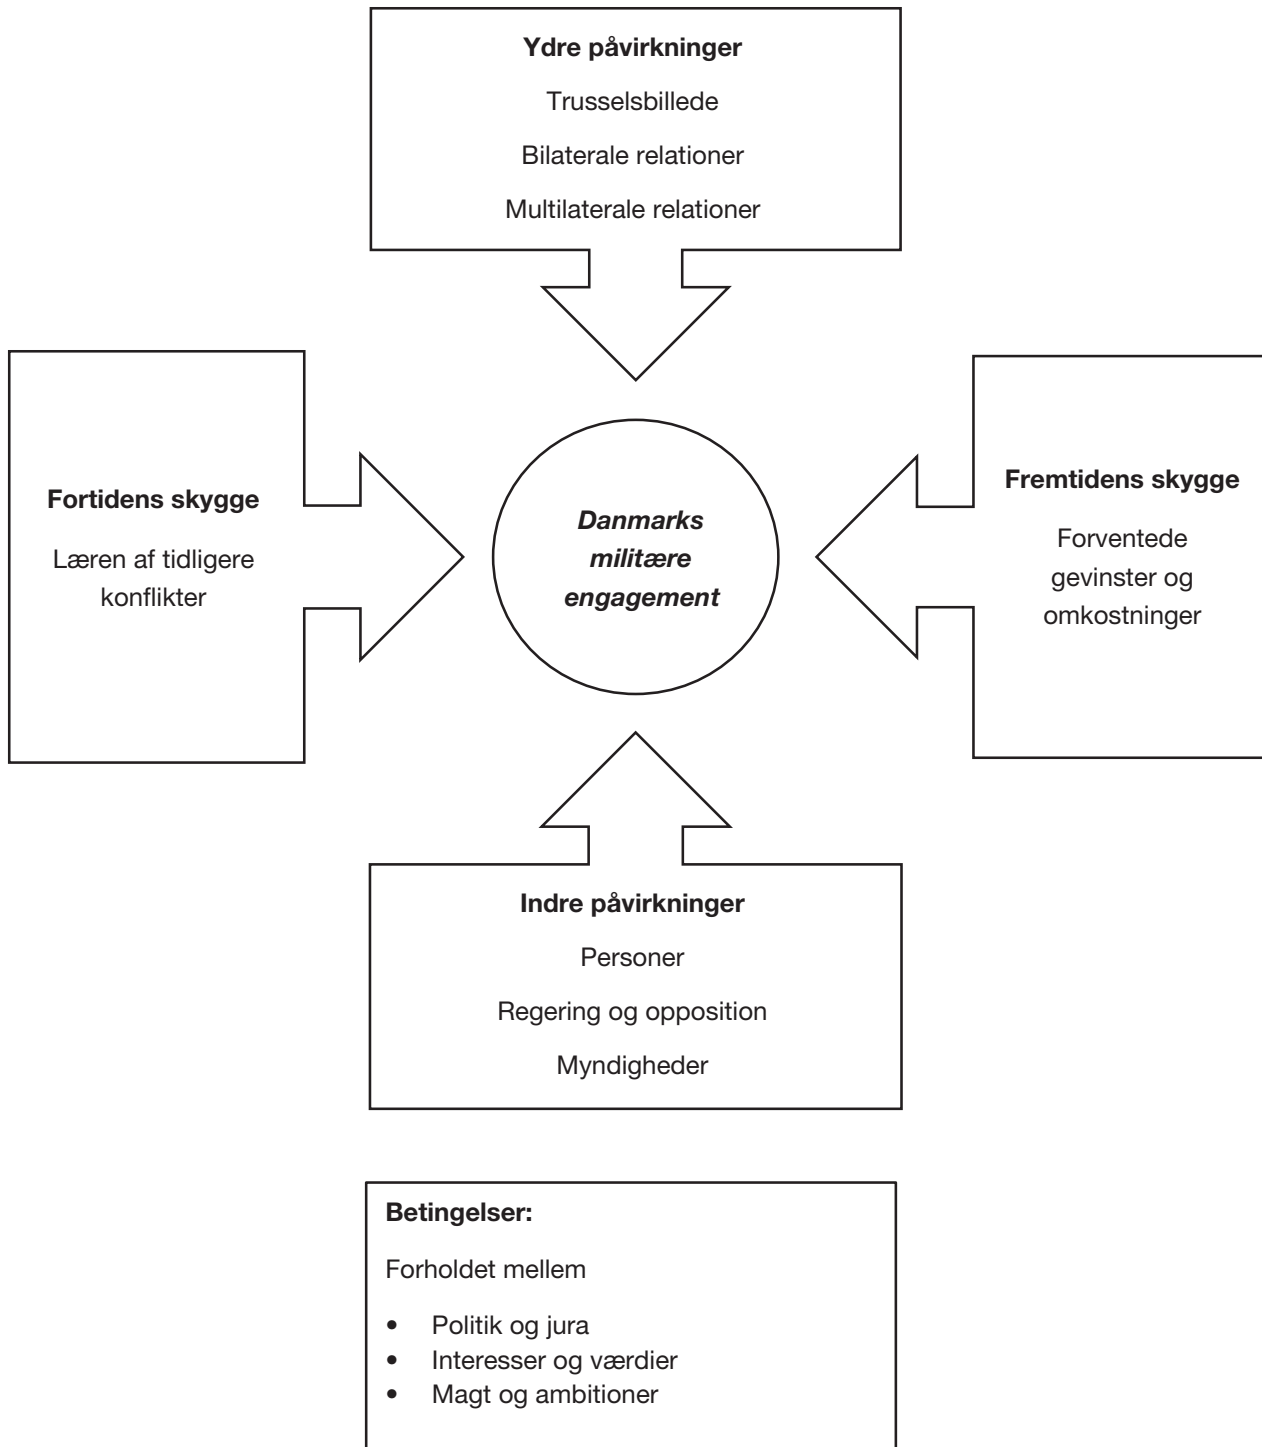 Ydre påvirkninger
Trusselsbillede
Bilaterale relationer
Multilaterale relationer
Fortidens skygge
Læren af tidligere
konflikter
Danmarks
militære
engagement
Fremtidens skygge
Forventede
gevinster og
omkostninger
Indre påvirkninger
Personer
Regering og opposition
Myndigheder
Betingelser:
Forholdet mellem
• Politik og jura
• Interesser og værdier
• Magt og ambitioner